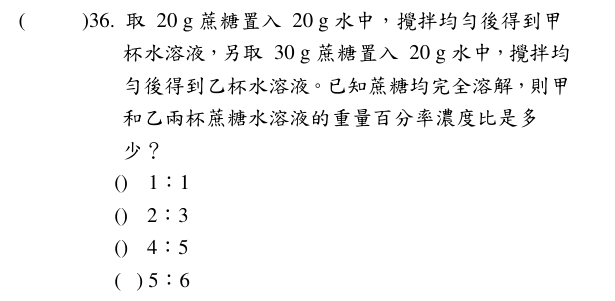 (　　)36. 取 20 g 蔗糖置入 20 g 水中，攪拌均勻後得到甲
杯水溶液，另取 30 g 蔗糖置入 20 g 水中，攪拌均
勻後得到乙杯水溶液。已知蔗糖均完全溶解，則甲
和乙兩杯蔗糖水溶液的重量百分率濃度比是多
少？
() 1：1
() 2：3
() 4：5
( ) 5：6